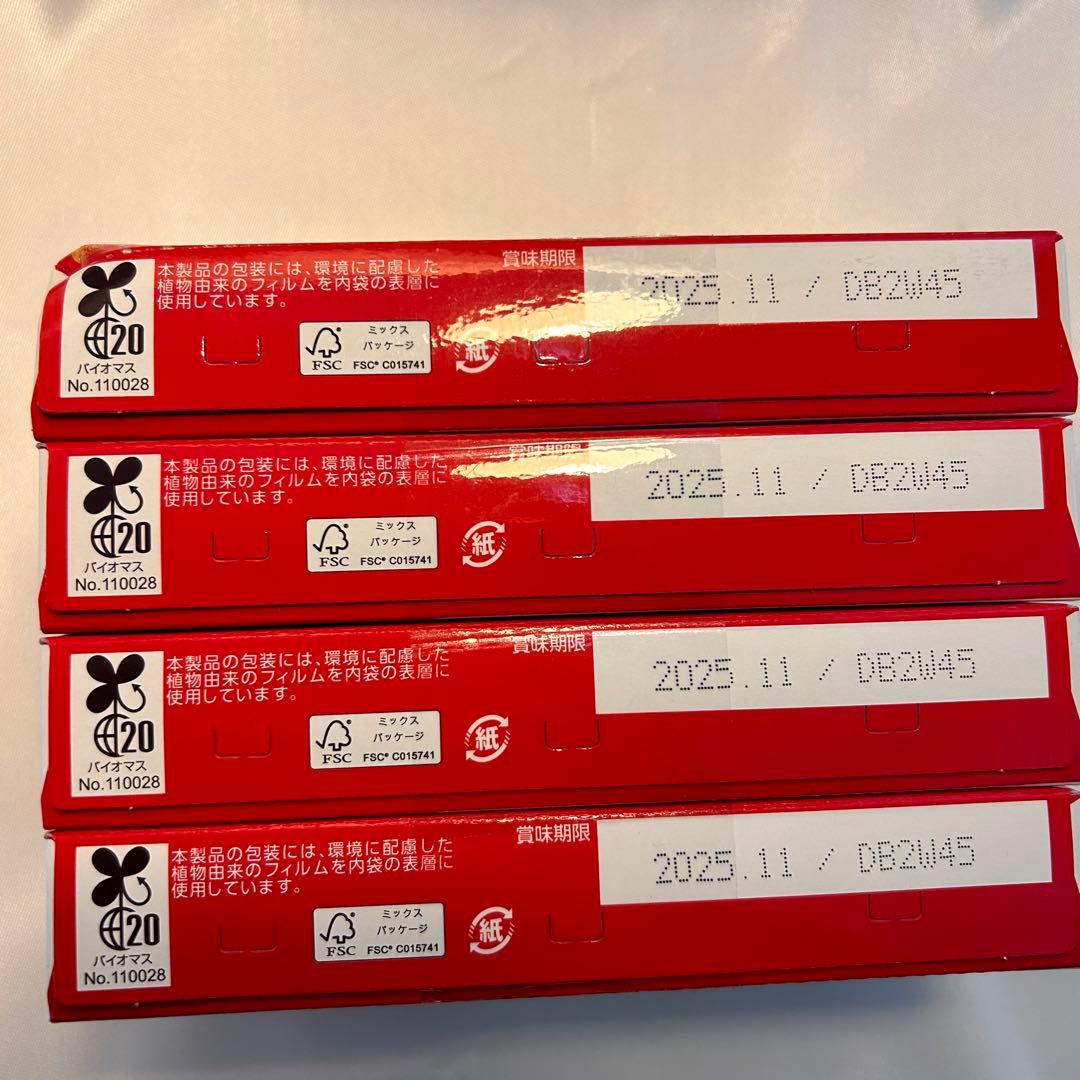 賞味期限
2025.11 / DB2W45
本製品の包装には、環境に配慮した
植物由来のフィルムを内袋の表層に
使用しています。
20
バイオマス
No.110028
ミックス
パッケージ
FSC
FSC® C015741
紙
賞味期限
2025.11 / DB2W45
本製品の包装には、環境に配慮した
植物由来のフィルムを内袋の表層に
使用しています。
20
バイオマス
No.110028
ミックス
パッケージ
FSC
FSC® C015741
紙
賞味期限
2025.11 / DB2W45
本製品の包装には、環境に配慮した
植物由来のフィルムを内袋の表層に
使用しています。
20
バイオマス
No.110028
ミックス
パッケージ
FSC
FSC® C015741
紙
賞味期限
2025.11 / DB2W45
本製品の包装には、環境に配慮した
植物由来のフィルムを内袋の表層に
使用しています。
20
バイオマス
No.110028
ミックス
パッケージ
FSC
FSC® C015741
紙